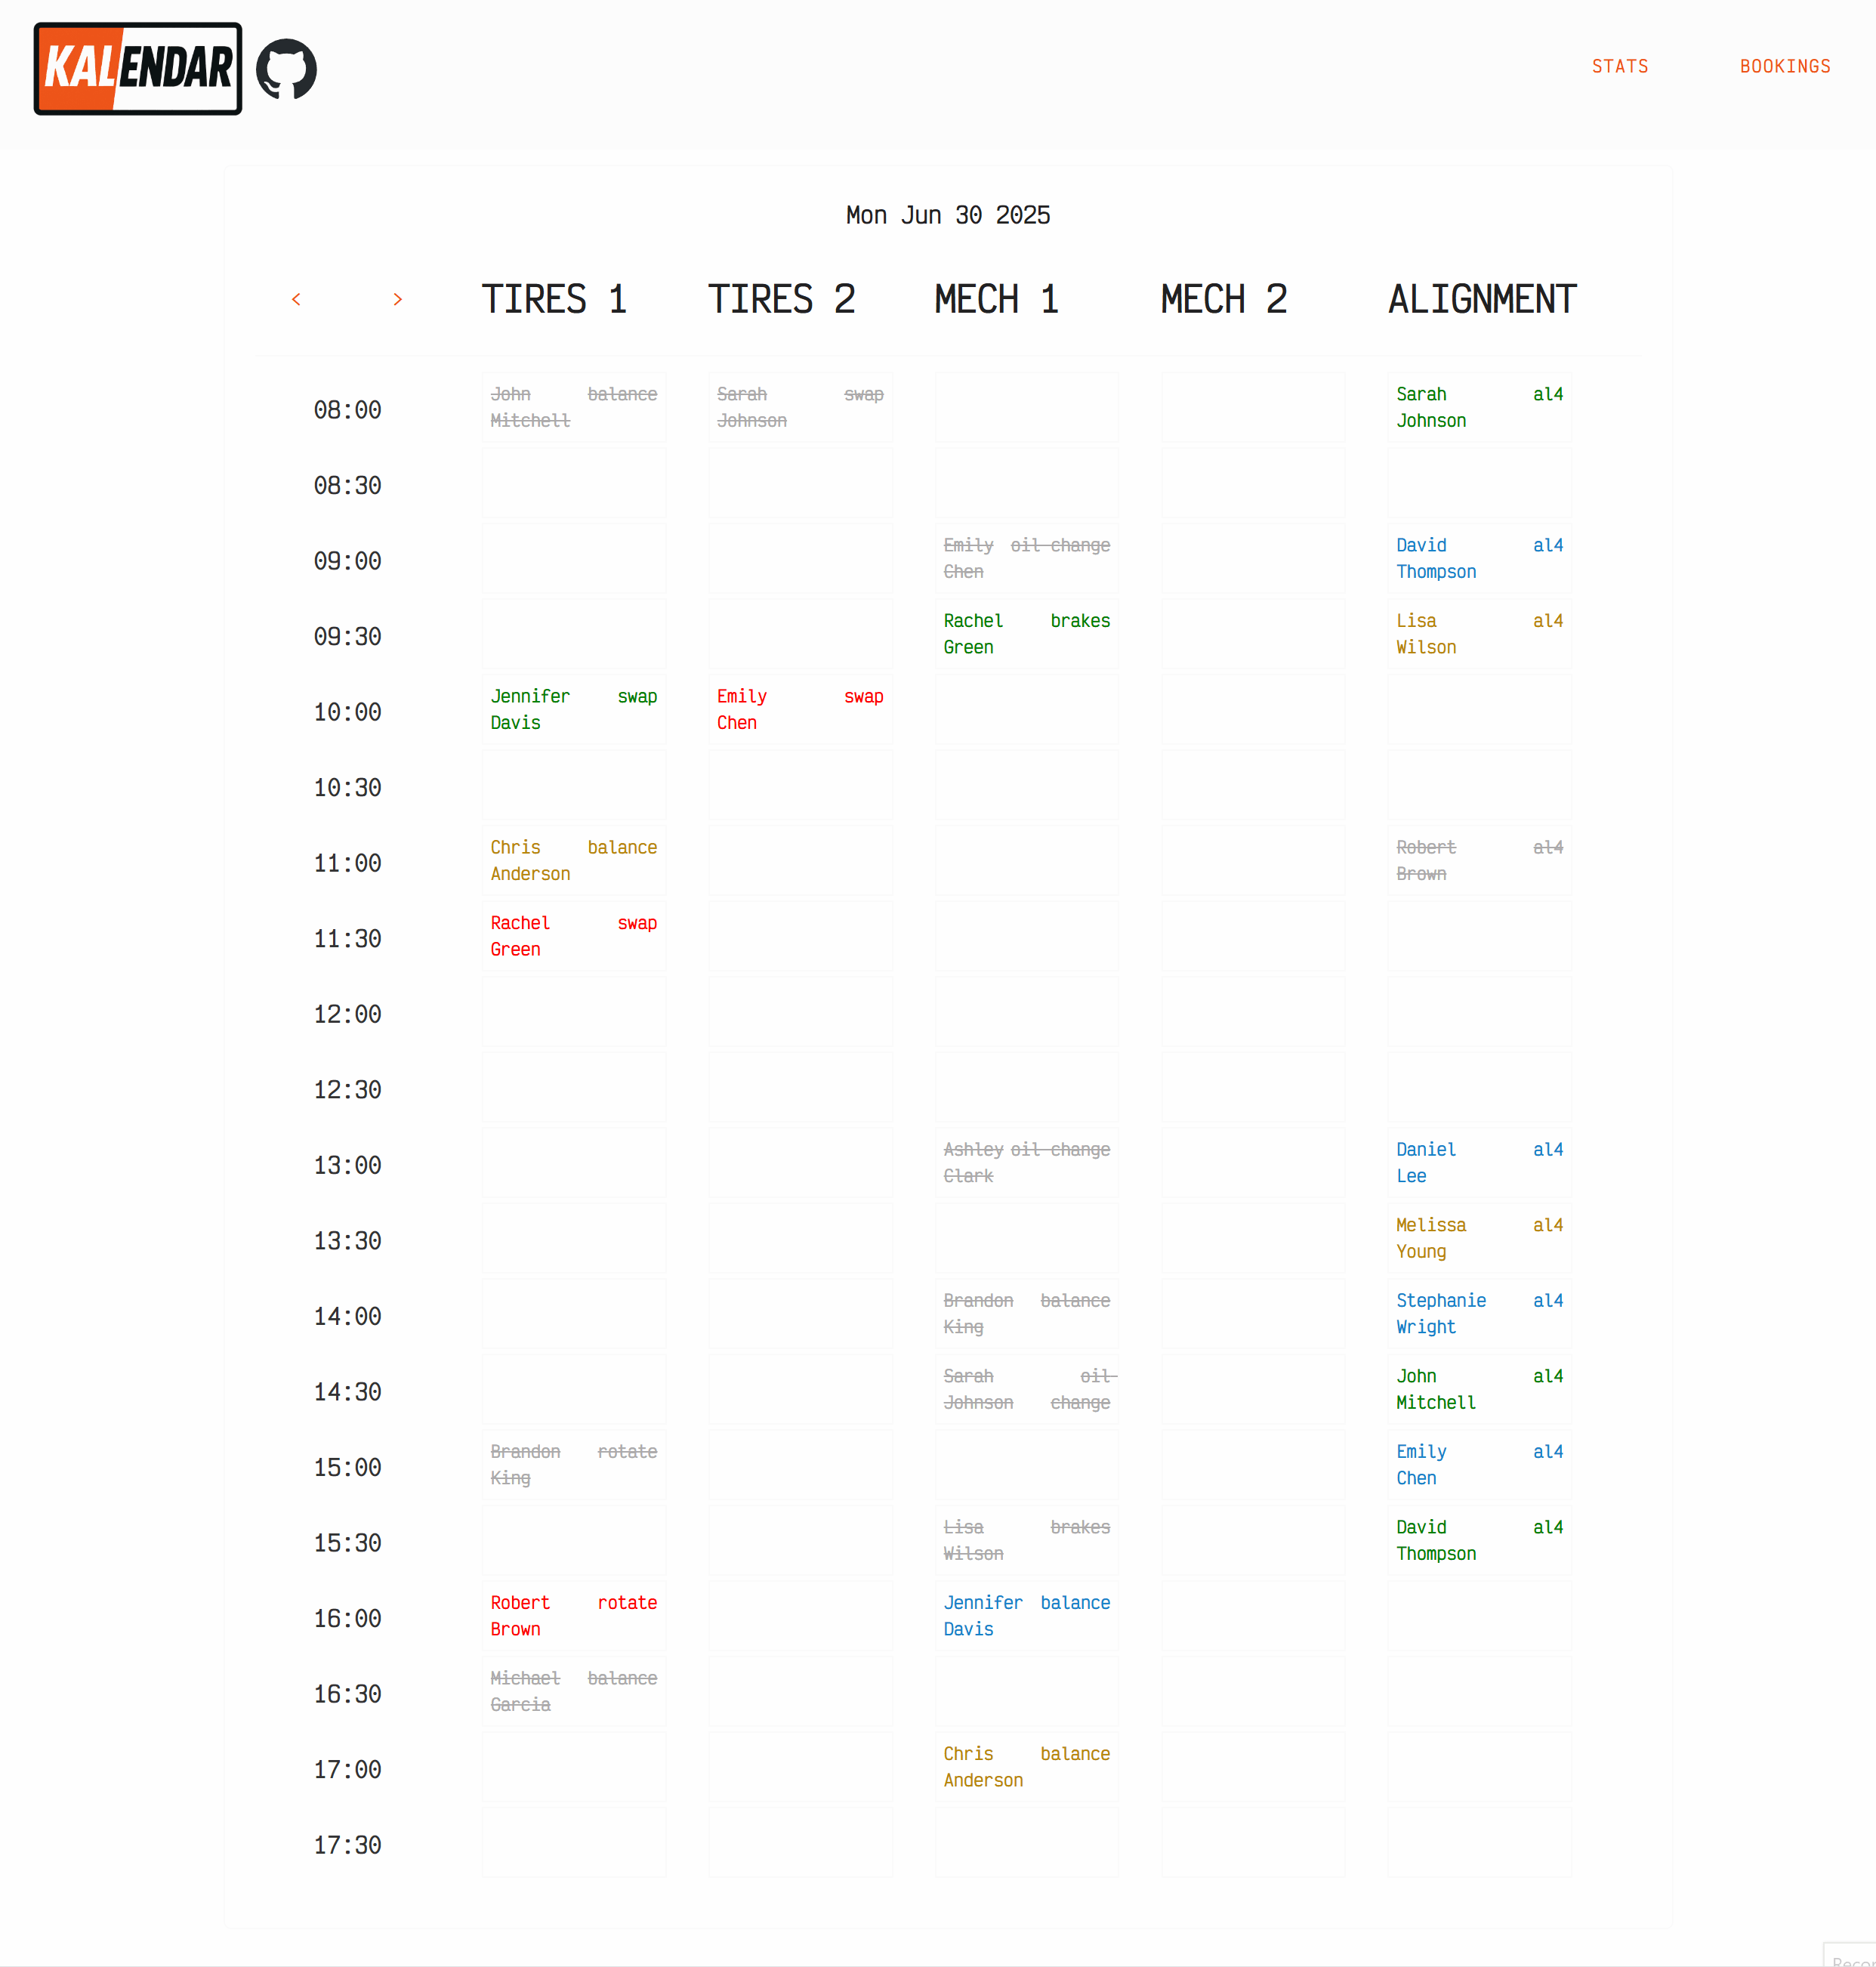 KALENDAR
STATS BOOKINGS
Mon Jun 30 2025
< > TIRES 1 TIRES 2 MECH 1 MECH 2 ALIGNMENT
08:00 John Mitchell balance Sarah Johnson swap Sarah Johnson al4
08:30
09:00 Emily Chen oil change David Thompson al4
09:30 Rachel Green brakes Lisa Wilson al4
10:00 Jennifer Davis swap Emily Chen swap
10:30
11:00 Chris Anderson balance Robert Brown al4
11:30 Rachel Green swap
12:00
12:30
13:00 Ashley Clark oil change Daniel Lee al4
13:30 Melissa Young al4
14:00 Brandon King balance Stephanie Wright al4
14:30 Sarah Johnson oil change John Mitchell al4
15:00 Brandon King rotate Emily Chen al4
15:30 Lisa Wilson brakes David Thompson al4
16:00 Robert Brown rotate Jennifer Davis balance
16:30 Michael Garcia balance
17:00 Chris Anderson balance
17:30